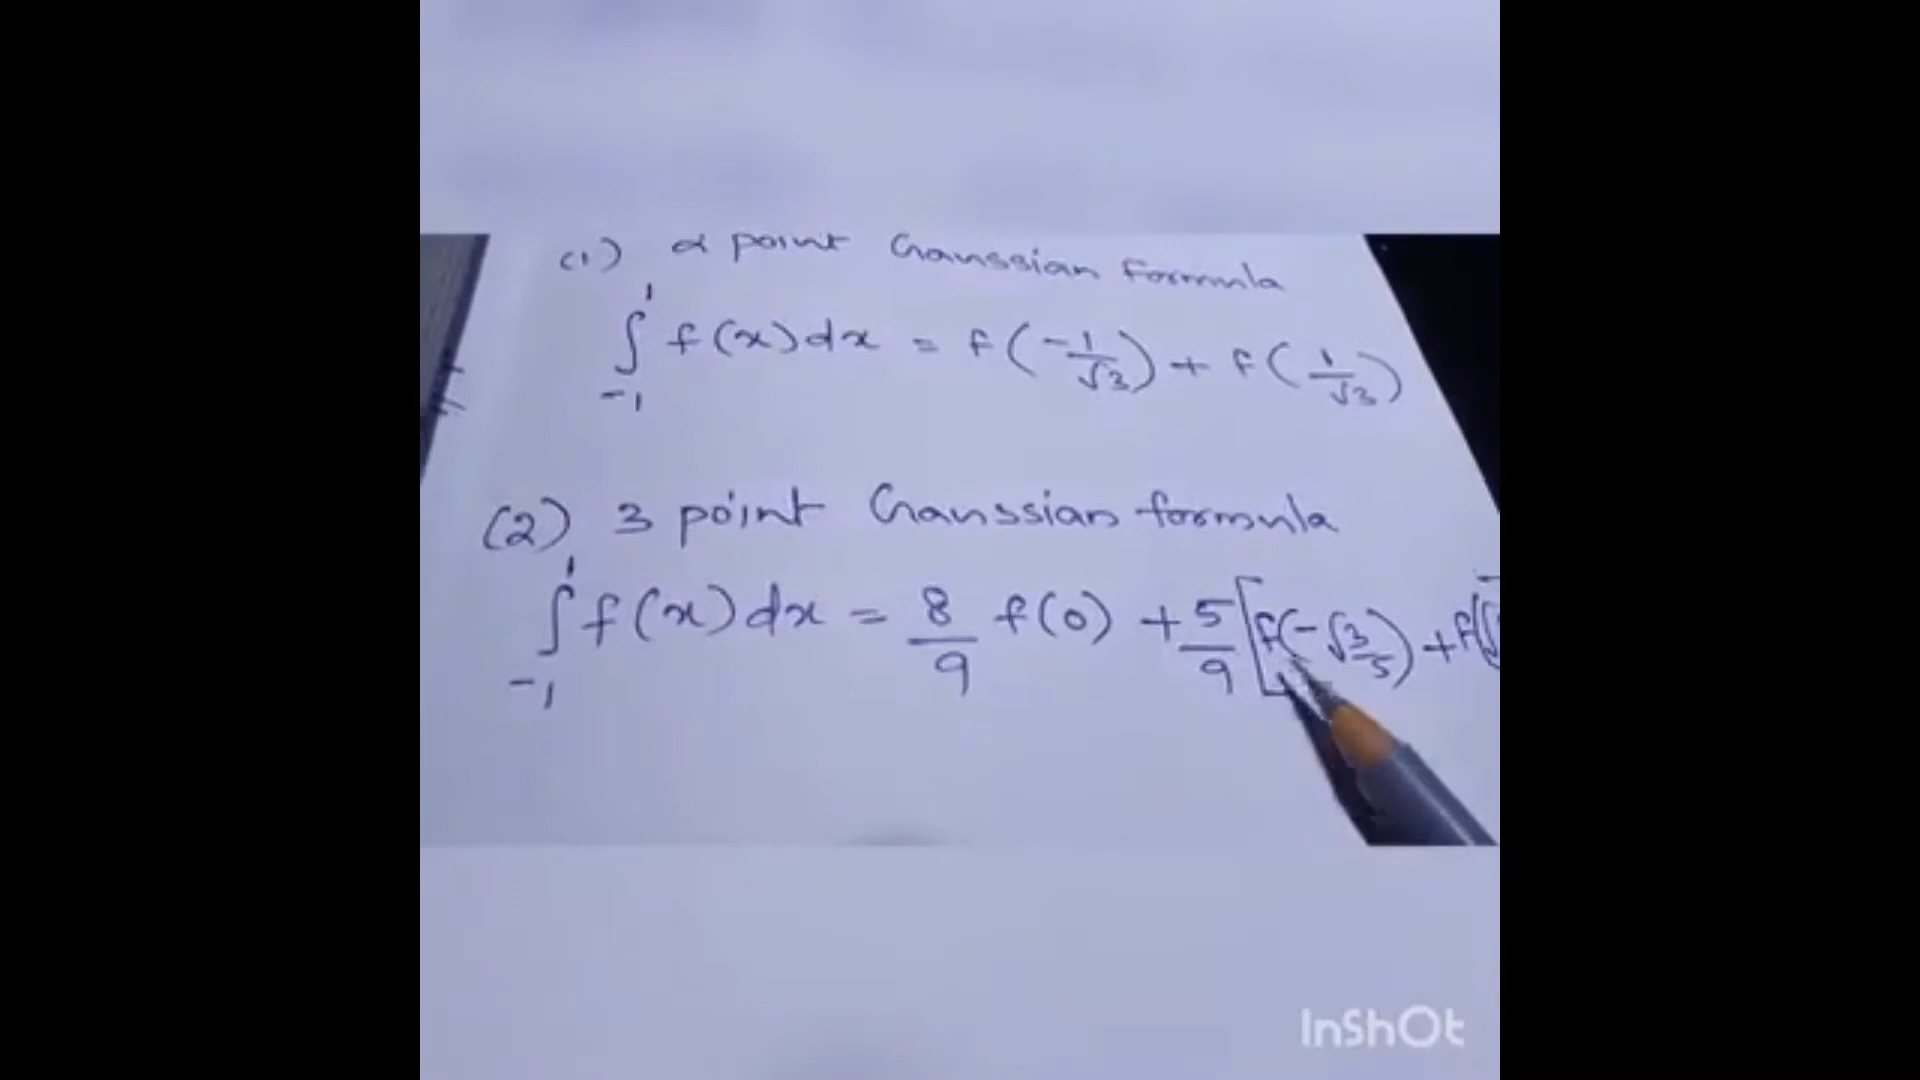 (1) 2 point Gaussian formula
∫₋₁¹ f(x)dx = f(-1/√3) + f(1/√3)
(2) 3 point Gaussian formula
∫₋₁¹ f(x)dx = 8/9 f(0) + 5/9 [f(-√3/5) + f(√
InShOt